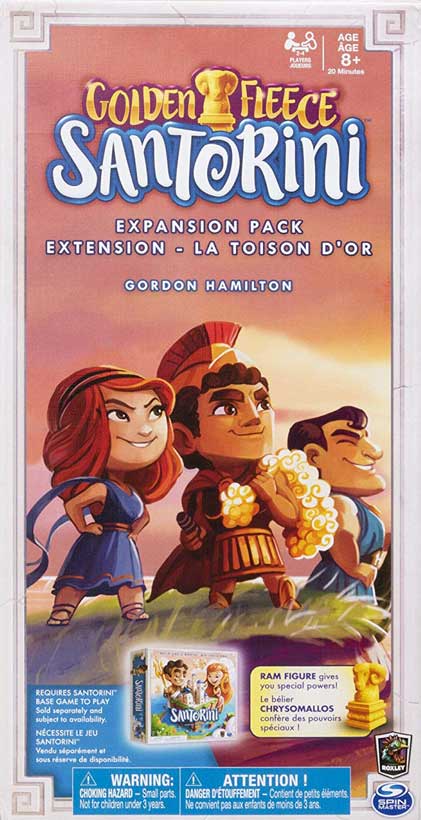 AGE
ÂGE
8+
20 Minutes
2-4
PLAYERS
JOUEURS
GOLDEN FLEECE
SANTORINI™
EXPANSION PACK
EXTENSION - LA TOISON D'OR
GORDON HAMILTON
REQUIRES SANTORINI™
BASE GAME TO PLAY
Sold separately and
subject to availability.
NÉCESSITE LE JEU
SANTORINI™
Vendu séparément et
sous réserve de disponibilité.
SANTORINI
RAM FIGURE gives
you special powers!
Le bélier
CHRYSOMALLOS
confère des pouvoirs
spéciaux !
ROXLEY
SPIN
MASTER
WARNING:
CHOKING HAZARD - Small parts.
Not for children under 3 years.
ATTENTION !
DANGER D'ÉTOUFFEMENT - Contient de petits éléments.
Ne convient pas aux enfants de moins de 3 ans.